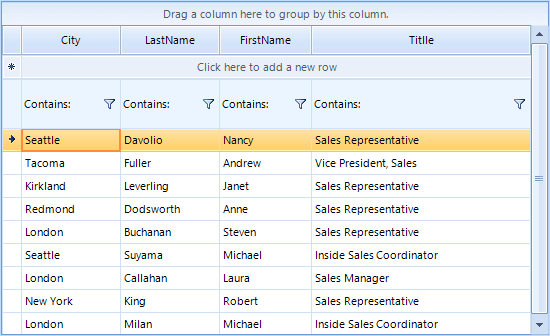 Drag a column here to group by this column.
City LastName FirstName Titlle
Click here to add a new row
Contains: Contains: Contains: Contains:
Seattle Davolio Nancy Sales Representative
Tacoma Fuller Andrew Vice President, Sales
Kirkland Leverling Janet Sales Representative
Redmond Dodsworth Anne Sales Representative
London Buchanan Steven Sales Representative
Seattle Suyama Michael Inside Sales Coordinator
London Callahan Laura Sales Manager
New York King Robert Sales Representative
London Milan Michael Inside Sales Coordinator